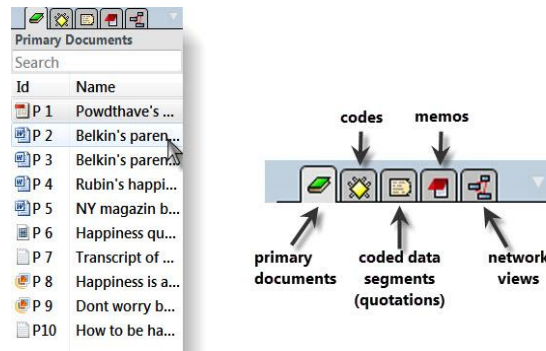 Primary Documents
Search
Id Name
P 1 Powdthave's ...
P 2 Belkin's paren...
P 3 Belkin's paren...
P 4 Rubin's happi...
P 5 NY magazin b...
P 6 Happiness qu...
P 7 Transcript of ...
P 8 Happiness is a...
P 9 Dont worry b...
P10 How to be ha...
codes
memos
primary
documents
coded data
segments
(quotations)
network
views